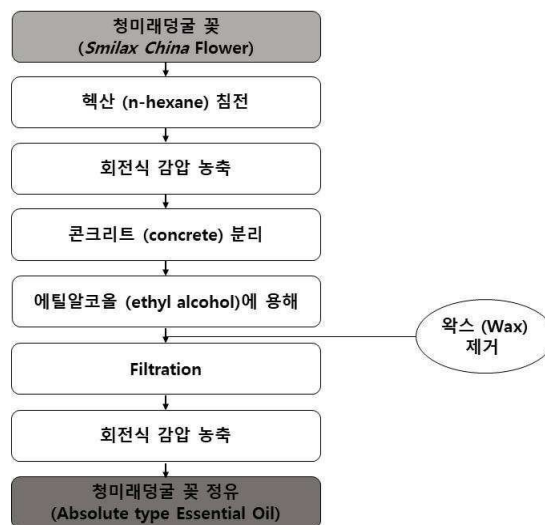 청미래덩굴 꽃
(Smilax China Flower)
헥산 (n-hexane) 침전
회전식 감압 농축
콘크리트 (concrete) 분리
에틸알코올 (ethyl alcohol)에 용해
왁스 (Wax)
제거
Filtration
회전식 감압 농축
청미래덩굴 꽃 정유
(Absolute type Essential Oil)